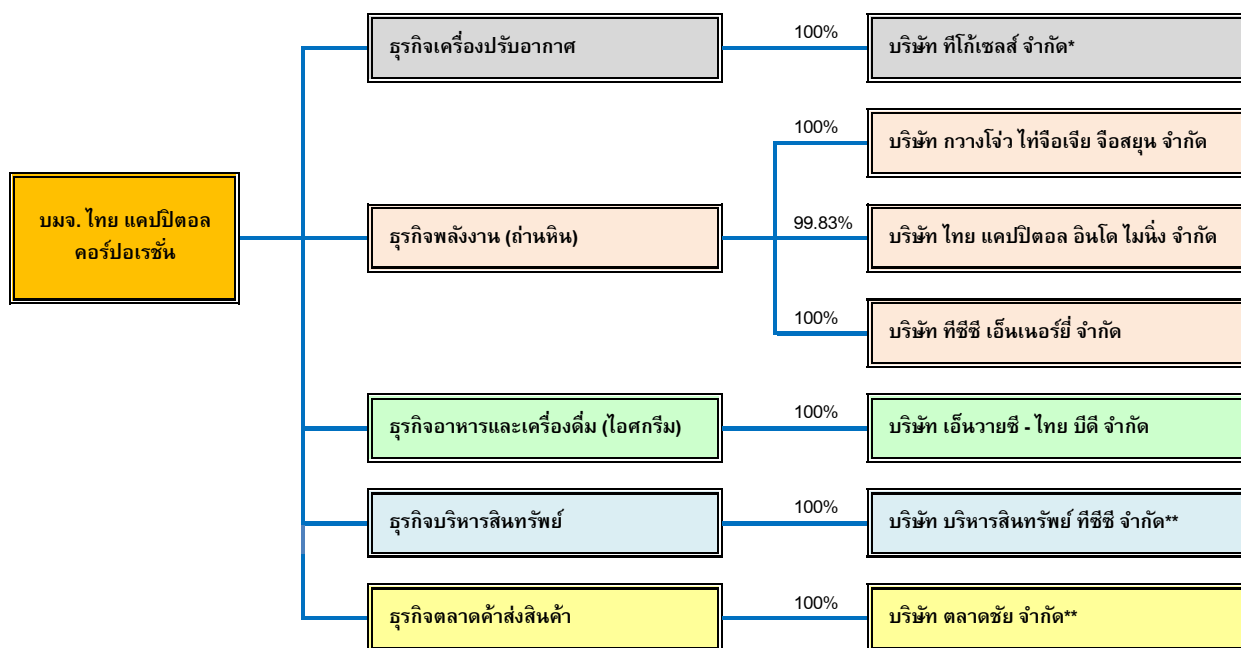 ธุรกิจเครื่องปรับอากาศ
100%
บริษัท ทีโก้เซลส์ จำกัด*
100%
บริษัท กวางโจ่ว ไท่จือเจีย จือสยุน จำกัด
บมจ. ไทย แคปปิตอล
คอร์ปอเรชั่น
ธุรกิจพลังงาน (ถ่านหิน)
99.83%
บริษัท ไทย แคปปิตอล อินโด ไมนิ่ง จำกัด
100%
บริษัท ทีซีซี เอ็นเนอร์ยี่ จำกัด
ธุรกิจอาหารและเครื่องดื่ม (ไอศกรีม)
100%
บริษัท เอ็นวายซี - ไทย บีดี จำกัด
ธุรกิจบริหารสินทรัพย์
100%
บริษัท บริหารสินทรัพย์ ทีซีซี จำกัด**
ธุรกิจตลาดค้าส่งสินค้า
100%
บริษัท ตลาดชัย จำกัด**